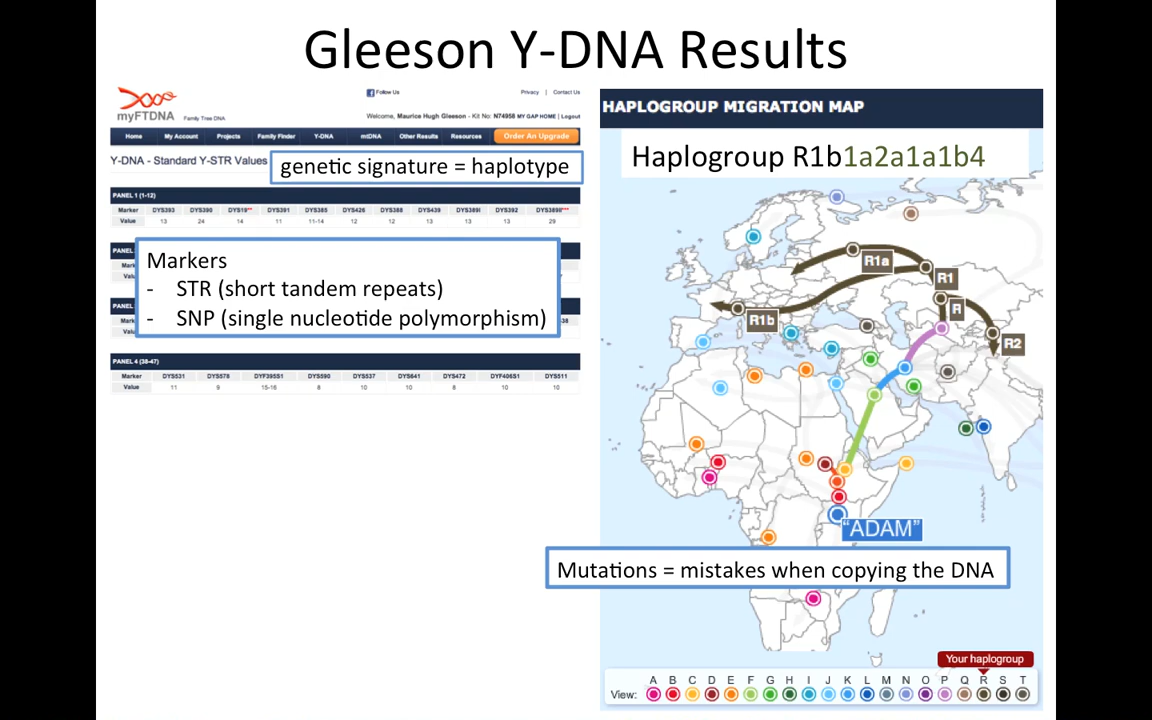 Gleeson Y-DNA Results
myFTDNA
Family Tree DNA
Follow Us
Privacy | Contact Us
Welcome, Maurice Hugh Gleeson - Kit No: N74958 MY GAP HOME | Logout
Home My Account Projects Family Finder Y-DNA mtDNA Other Results Resources Order An Upgrade
Y-DNA - Standard Y-STR Values
genetic signature = haplotype
PANEL 1 (1-12)
Marker DYS393 DYS390 DYS19** DYS391 DYS385 DYS426 DYS388 DYS439 DYS389I DYS392 DYS389II***
Value 13 24 14 11 11-14 12 12 13 13 13 29
Markers
- STR (short tandem repeats)
- SNP (single nucleotide polymorphism)
PANEL 4 (38-47)
Marker DYS531 DYS578 DYF395S1 DYS590 DYS537 DYS641 DYS472 DYF406S1 DYS511
Value 11 9 15-16 8 10 10 8 10 10
HAPLOGROUP MIGRATION MAP
Haplogroup R1b1a2a1a1b4
R1a
R1
R
R1b
R2
"ADAM"
Mutations = mistakes when copying the DNA
Your haplogroup
A B C D E F G H I J K L M N O P Q R S T
View: